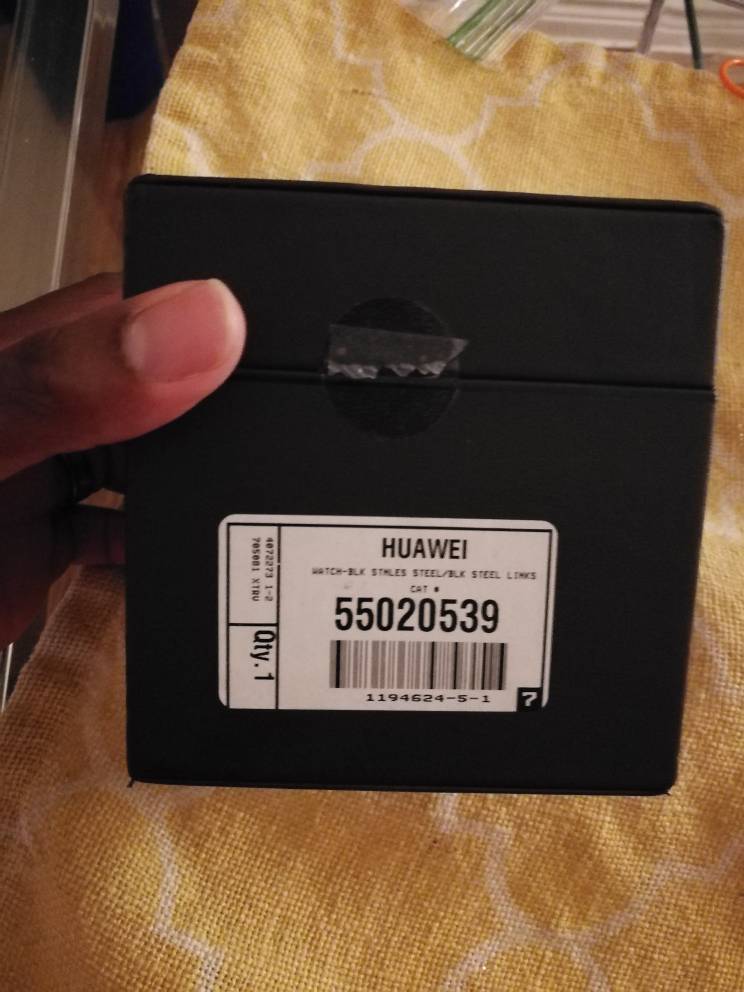 HUAWEI
WATCH-BLK STNLES STEEL/BLK STEEL LINKS
CAT #
55020539
1194624-5-1
7
4072273 1-2
705081 XTRU
Qty. 1